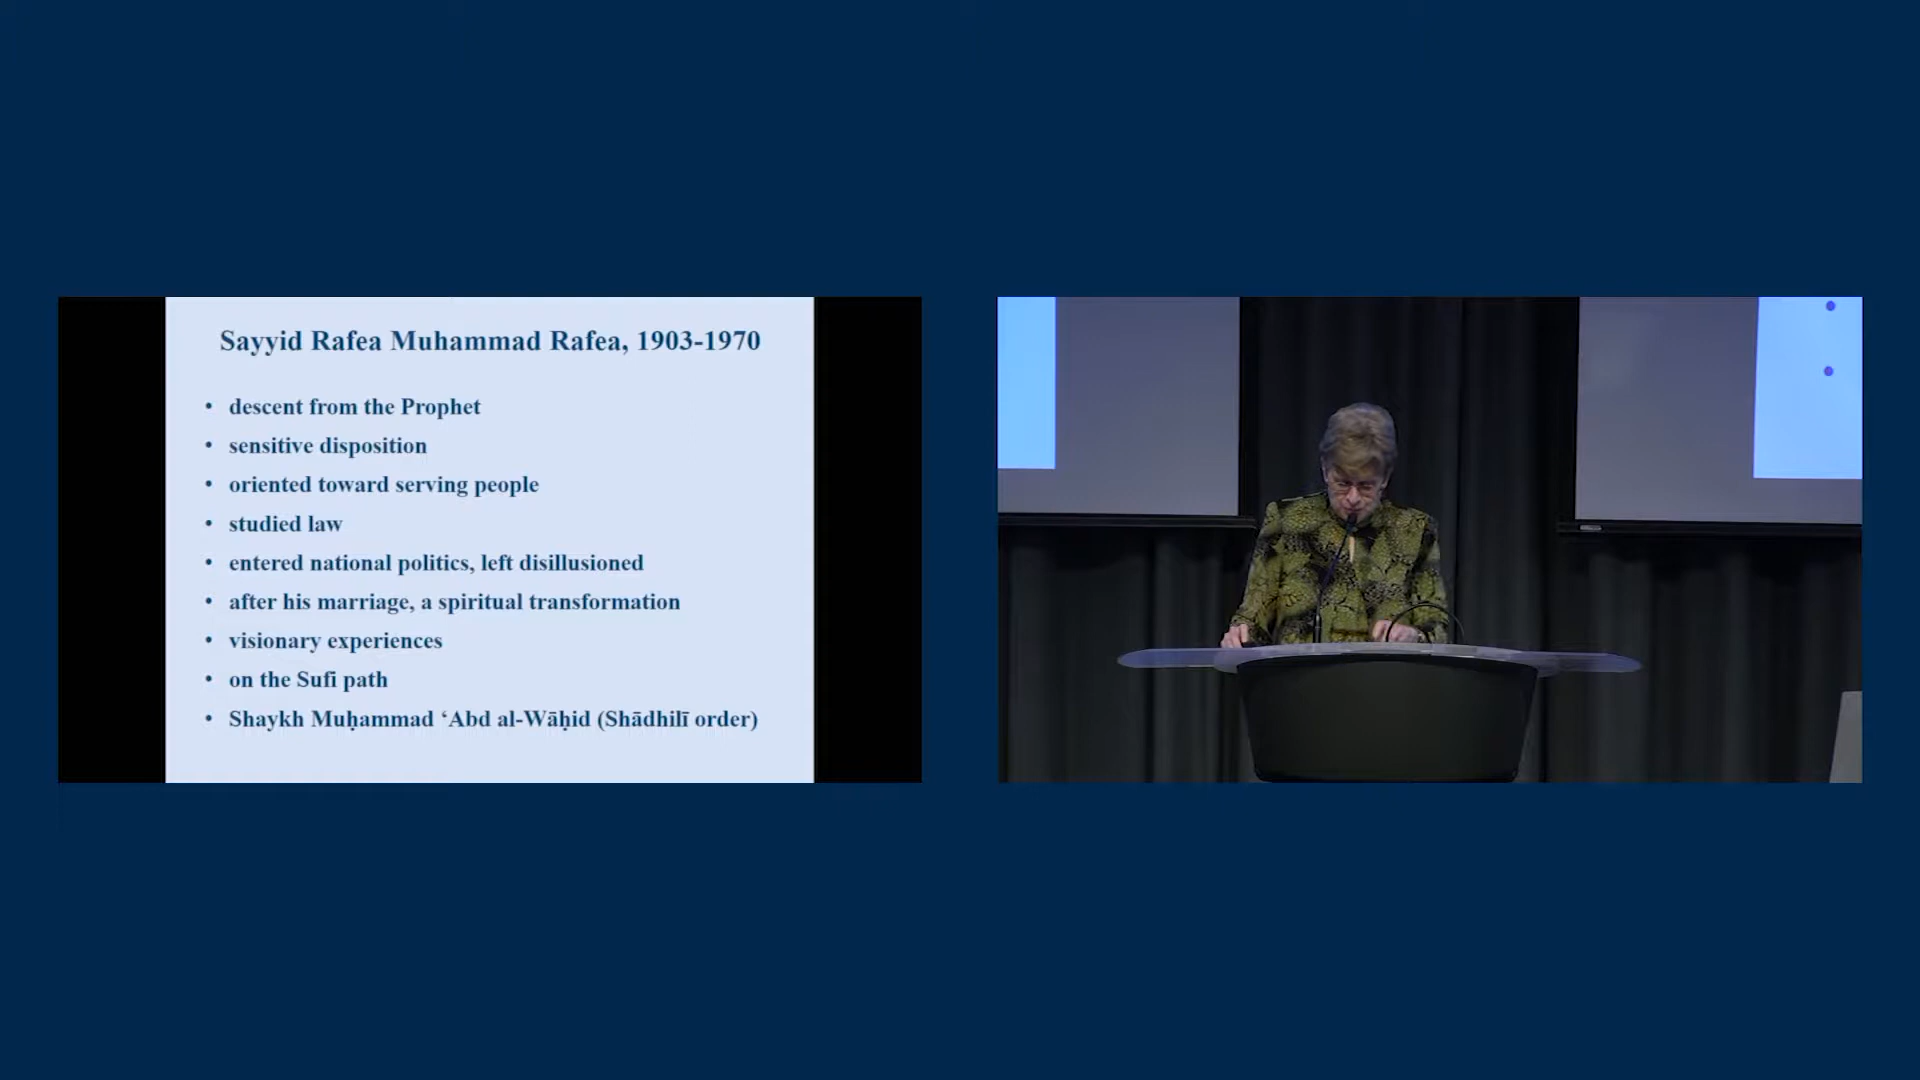 Sayyid Rafea Muhammad Rafea, 1903-1970
• descent from the Prophet
• sensitive disposition
• oriented toward serving people
• studied law
• entered national politics, left disillusioned
• after his marriage, a spiritual transformation
• visionary experiences
• on the Sufi path
• Shaykh Muḥammad ‘Abd al-Wāḥid (Shādhilī order)